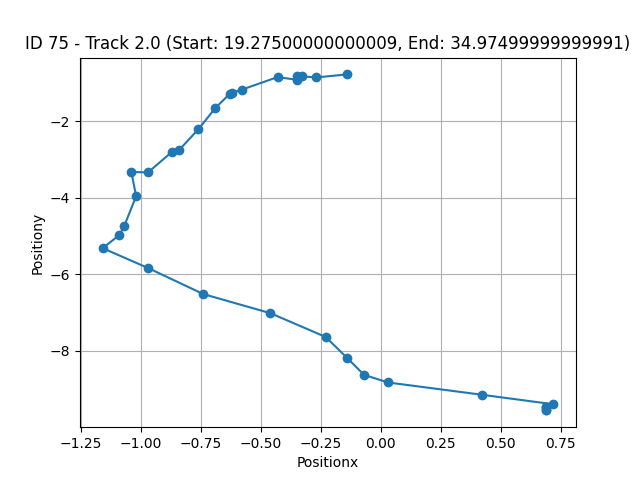 ID 75 - Track 2.0 (Start: 19.27500000000009, End: 34.97499999999991)
−2
−4
−6
−8
Positiony
−1.25 −1.00 −0.75 −0.50 −0.25 0.00 0.25 0.50 0.75
Positionx